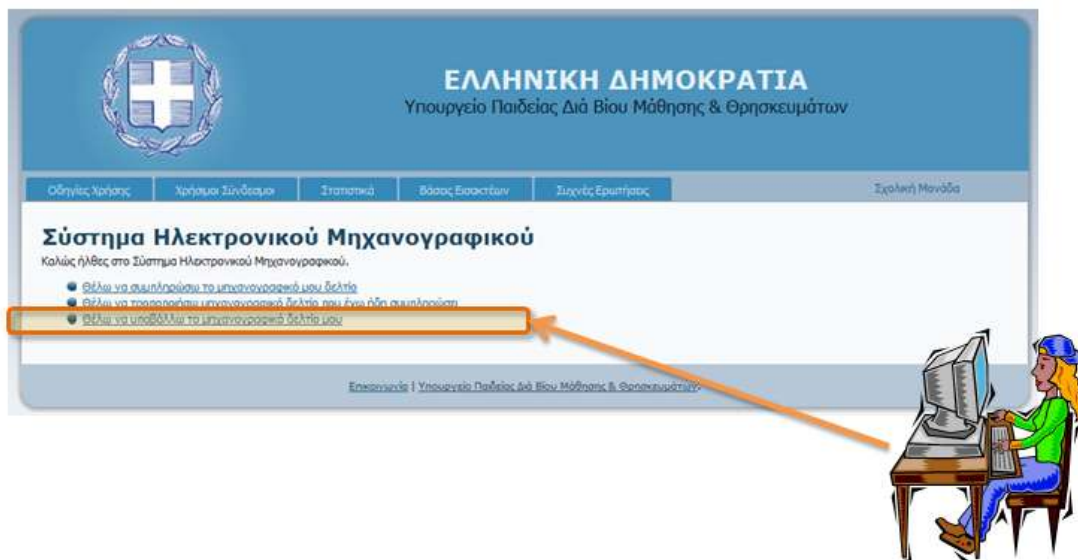 ΕΛΛΗΝΙΚΗ ΔΗΜΟΚΡΑΤΙΑ
Υπουργείο Παιδείας Διά Βίου Μάθησης & Θρησκευμάτων
Οδηγίες Χρήσης Χρήσιμοι Σύνδεσμοι Στατιστικά Βάσεις Εισακτέων Συχνές Ερωτήσεις Σχολική Μονάδα
Σύστημα Ηλεκτρονικού Μηχανογραφικού
Καλώς ήλθες στο Σύστημα Ηλεκτρονικού Μηχανογραφικού.
Θέλω να συμπληρώσω το μηχανογραφικό μου δελτίο
Θέλω να τροποποιήσω μηχανογραφικό δελτίο που έχω ήδη συμπληρώσει
Θέλω να υποβάλλω το μηχανογραφικό δελτίο μου
Επικοινωνία | Υπουργείο Παιδείας Διά Βίου Μάθησης & Θρησκευμάτων.